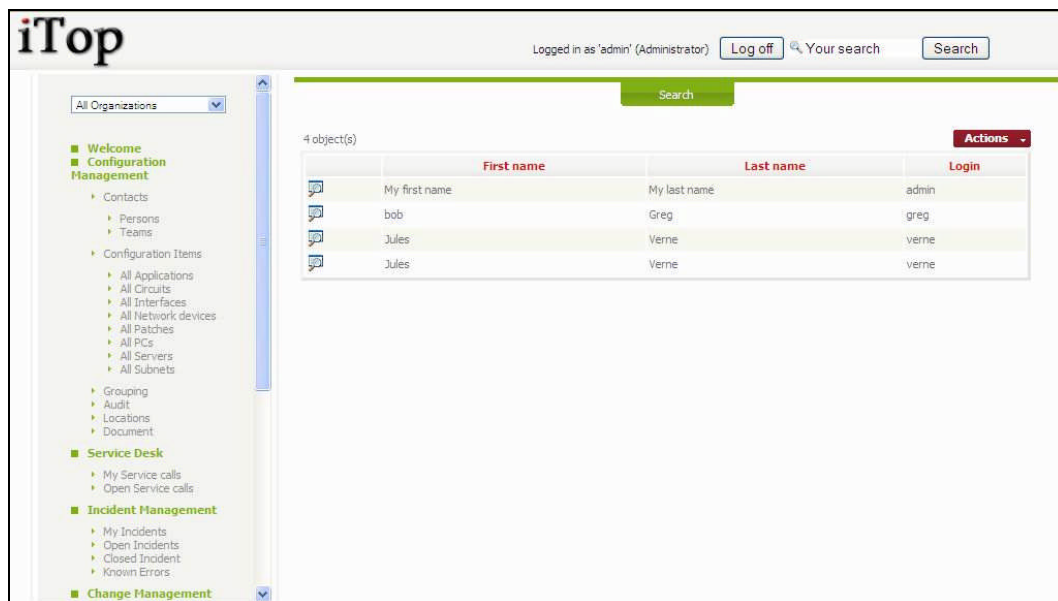 iTop
Logged in as 'admin' (Administrator) Log off Your search Search
All Organizations
Welcome
Configuration
Management
Contacts
Persons
Teams
Configuration Items
All Applications
All Circuits
All Interfaces
All Network devices
All Patches
All PCs
All Servers
All Subnets
Grouping
Audit
Locations
Document
Service Desk
My Service calls
Open Service calls
Incident Management
My Incidents
Open Incidents
Closed Incident
Known Errors
Change Management
Search
4 object(s) Actions
First name Last name Login
My first name My last name admin
bob Greg greg
Jules Verne verne
Jules Verne verne